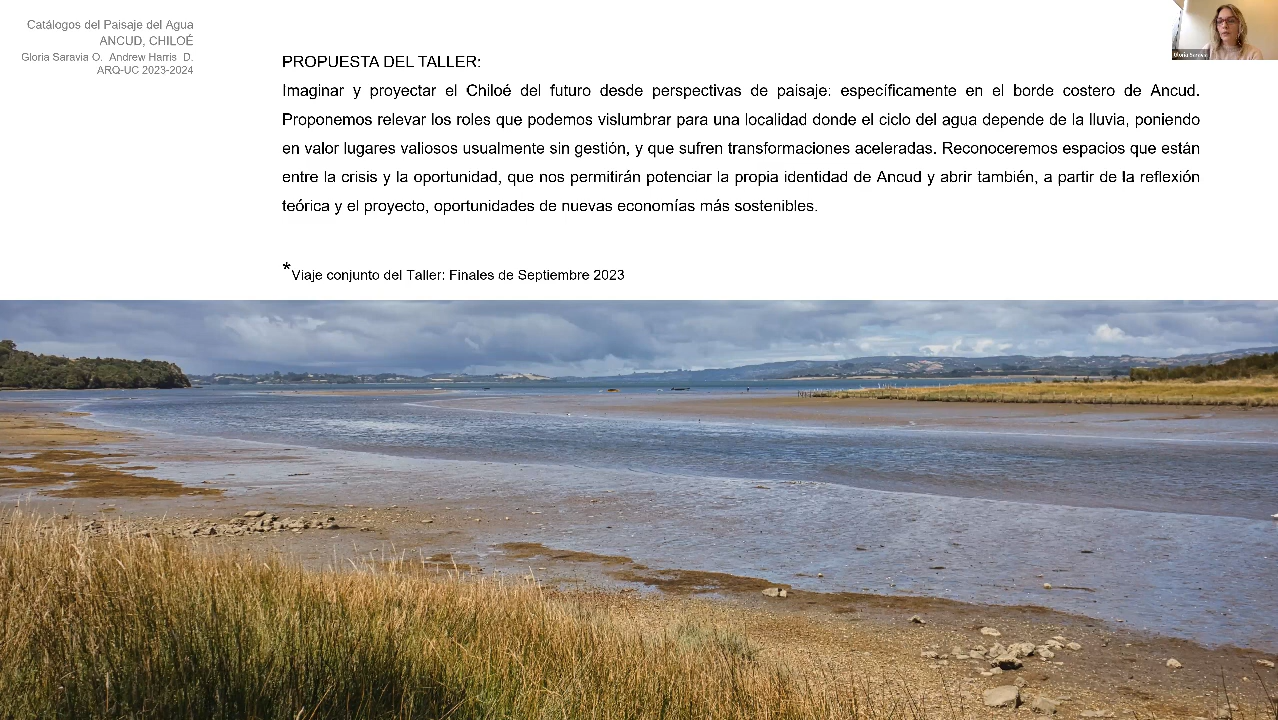 Catálogos del Paisaje del Agua
ANCUD, CHILOÉ
Gloria Saravia O. Andrew Harris D.
ARQ-UC 2023-2024
PROPUESTA DEL TALLER:
Imaginar y proyectar el Chiloé del futuro desde perspectivas de paisaje: específicamente en el borde costero de Ancud.
Proponemos relevar los roles que podemos vislumbrar para una localidad donde el ciclo del agua depende de la lluvia, poniendo
en valor lugares valiosos usualmente sin gestión, y que sufren transformaciones aceleradas. Reconoceremos espacios que están
entre la crisis y la oportunidad, que nos permitirán potenciar la propia identidad de Ancud y abrir también, a partir de la reflexión
teórica y el proyecto, oportunidades de nuevas economías más sostenibles.
*Viaje conjunto del Taller: Finales de Septiembre 2023
Gloria Saravia